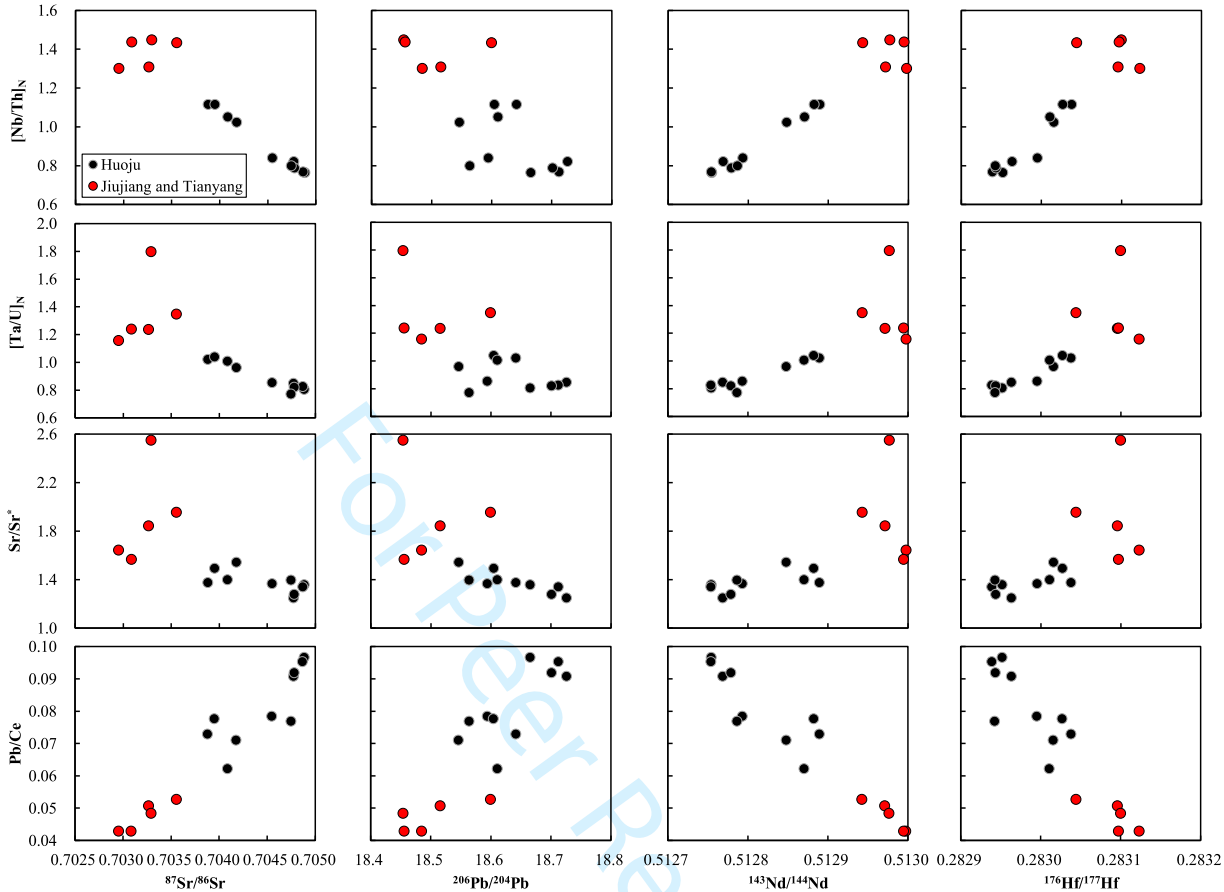 1.6
1.4
1.2
1.0
0.8
0.6
[Nb/Th]N
Huoju
Jiujiang and Tianyang
2.0
1.8
1.6
1.4
1.2
1.0
0.8
0.6
[Ta/U]N
2.6
2.2
1.8
1.4
1.0
Sr/Sr*
0.10
0.09
0.08
0.07
0.06
0.05
0.04
Pb/Ce
0.7025 0.7030 0.7035 0.7040 0.7045 0.7050
18.4 18.5 18.6 18.7 18.8
0.5127 0.5128 0.5129 0.5130
0.2829 0.2830 0.2831 0.2832
87Sr/86Sr
206Pb/204Pb
143Nd/144Nd
176Hf/177Hf
For Peer Re